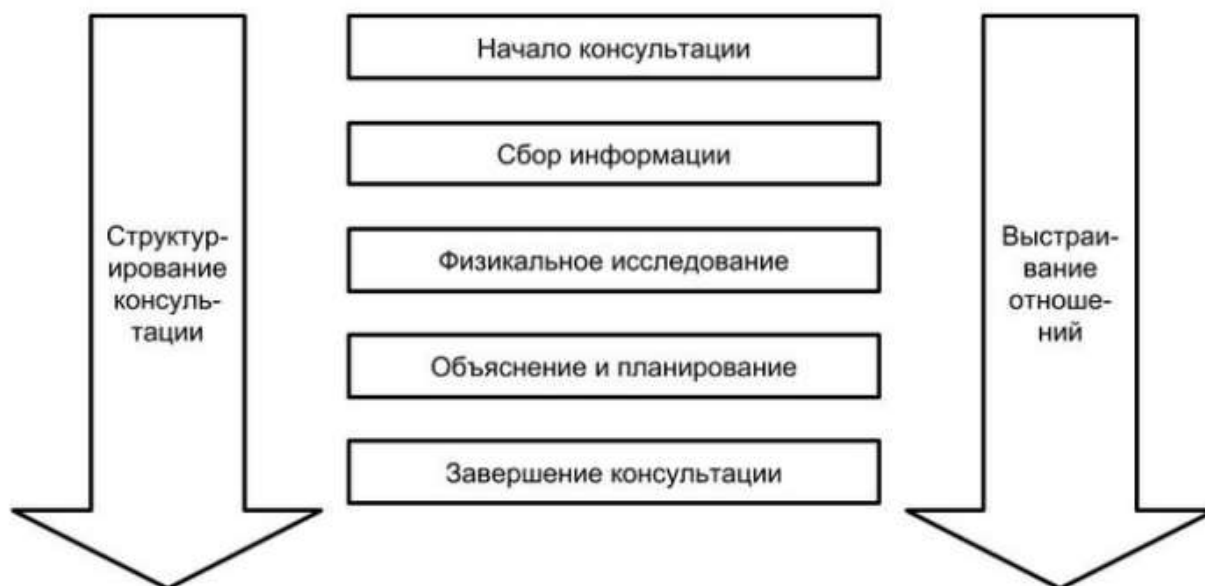 Начало консультации
Сбор информации
Структур-
ирование
консуль-
тации
Физикальное исследование
Выстраи-
вание
отноше-
ний
Объяснение и планирование
Завершение консультации